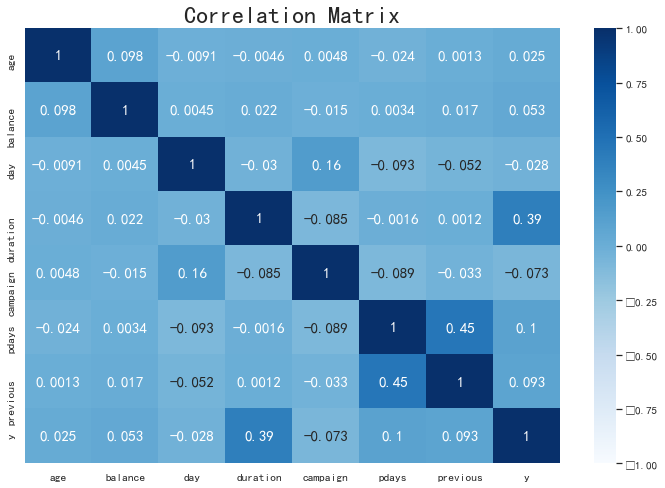 Correlation Matrix
age 1 0.098 -0.0091 -0.0046 0.0048 -0.024 0.0013 0.025
balance 0.098 1 0.0045 0.022 -0.015 0.0034 0.017 0.053
day -0.0091 0.0045 1 -0.03 0.16 -0.093 -0.052 -0.028
duration -0.0046 0.022 -0.03 1 -0.085 -0.0016 0.0012 0.39
campaign 0.0048 -0.015 0.16 -0.085 1 -0.089 -0.033 -0.073
pdays -0.024 0.0034 -0.093 -0.0016 -0.089 1 0.45 0.1
previous 0.0013 0.017 -0.052 0.0012 -0.033 0.45 1 0.093
y 0.025 0.053 -0.028 0.39 -0.073 0.1 0.093 1
age balance day duration campaign pdays previous y
1.00
0.75
0.50
0.25
0.00
□0.25
□0.50
□0.75
□1.00